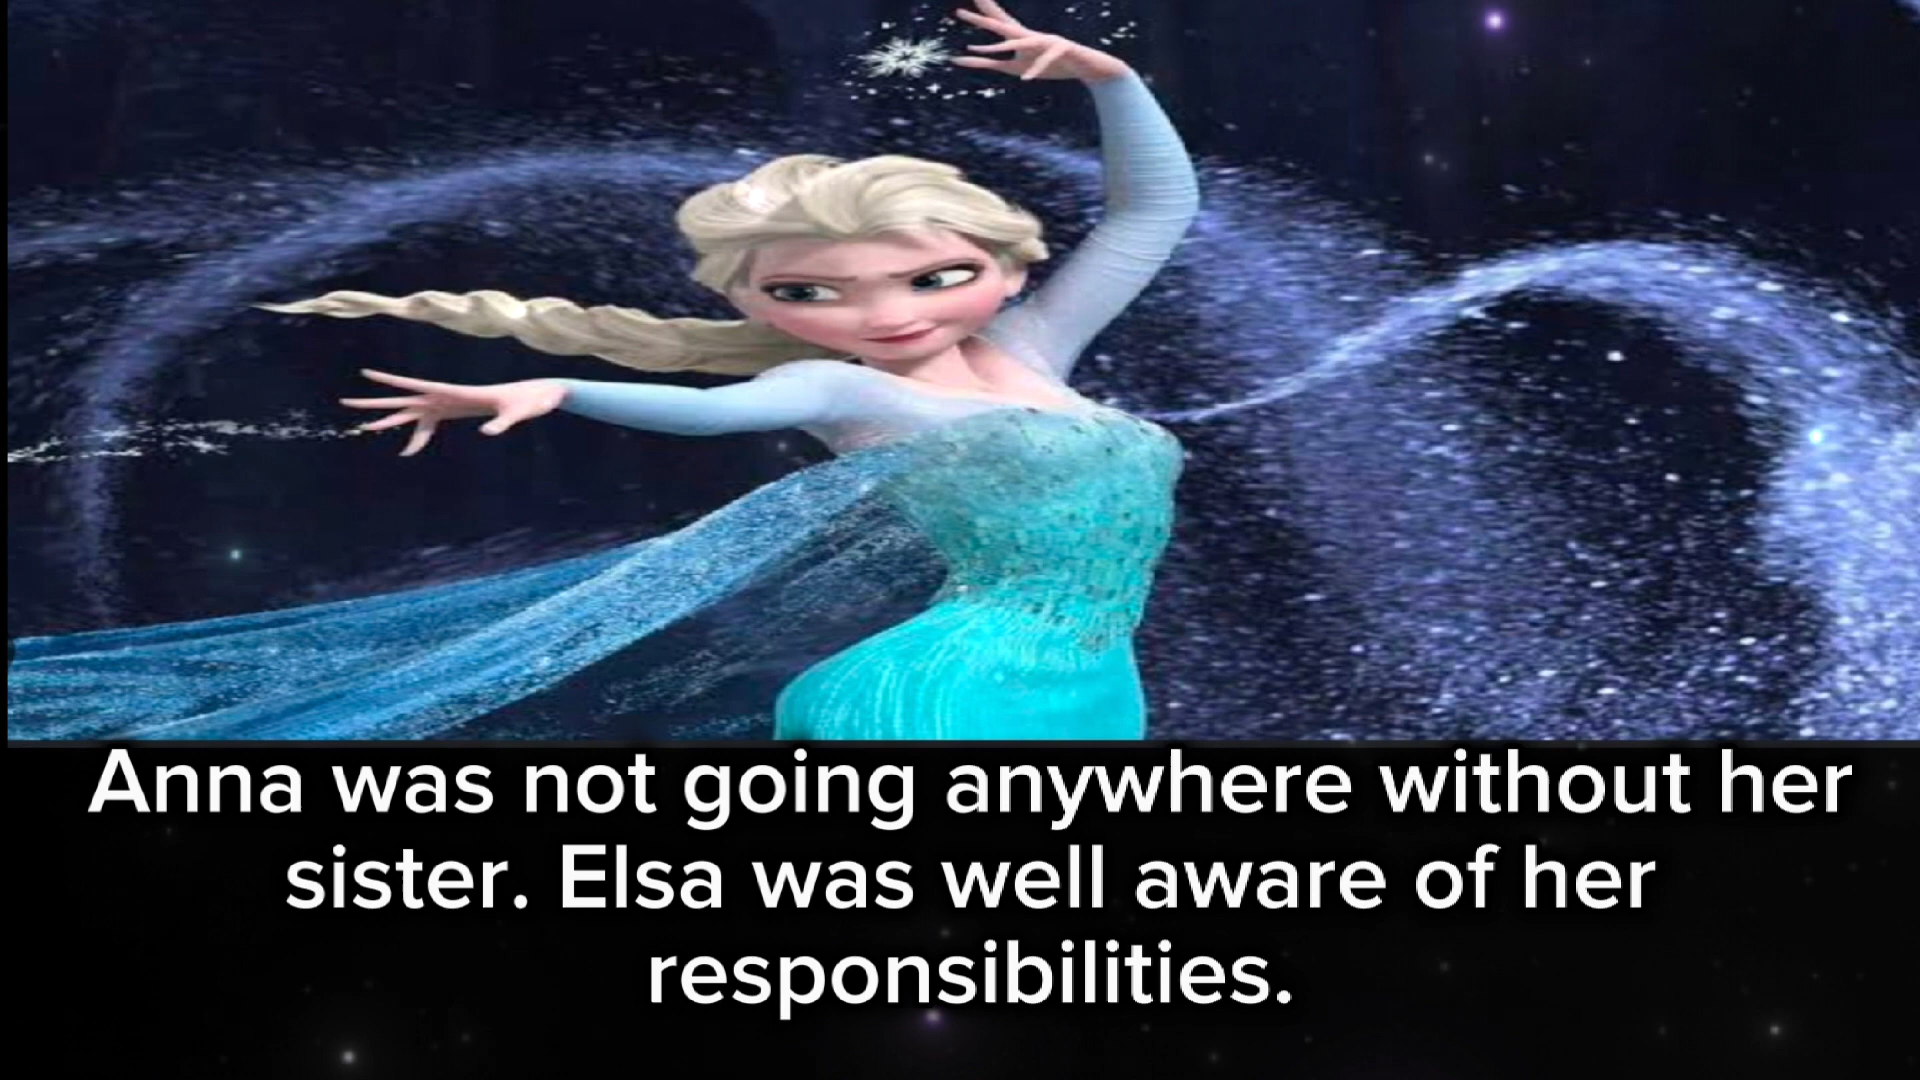 Anna was not going anywhere without her
sister. Elsa was well aware of her
responsibilities.